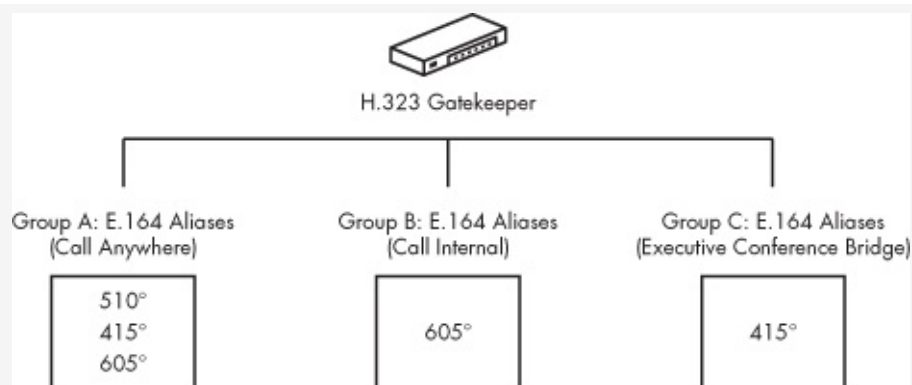 H.323 Gatekeeper
Group A: E.164 Aliases
(Call Anywhere)
510°
415°
605°
Group B: E.164 Aliases
(Call Internal)
605°
Group C: E.164 Aliases
(Executive Conference Bridge)
415°